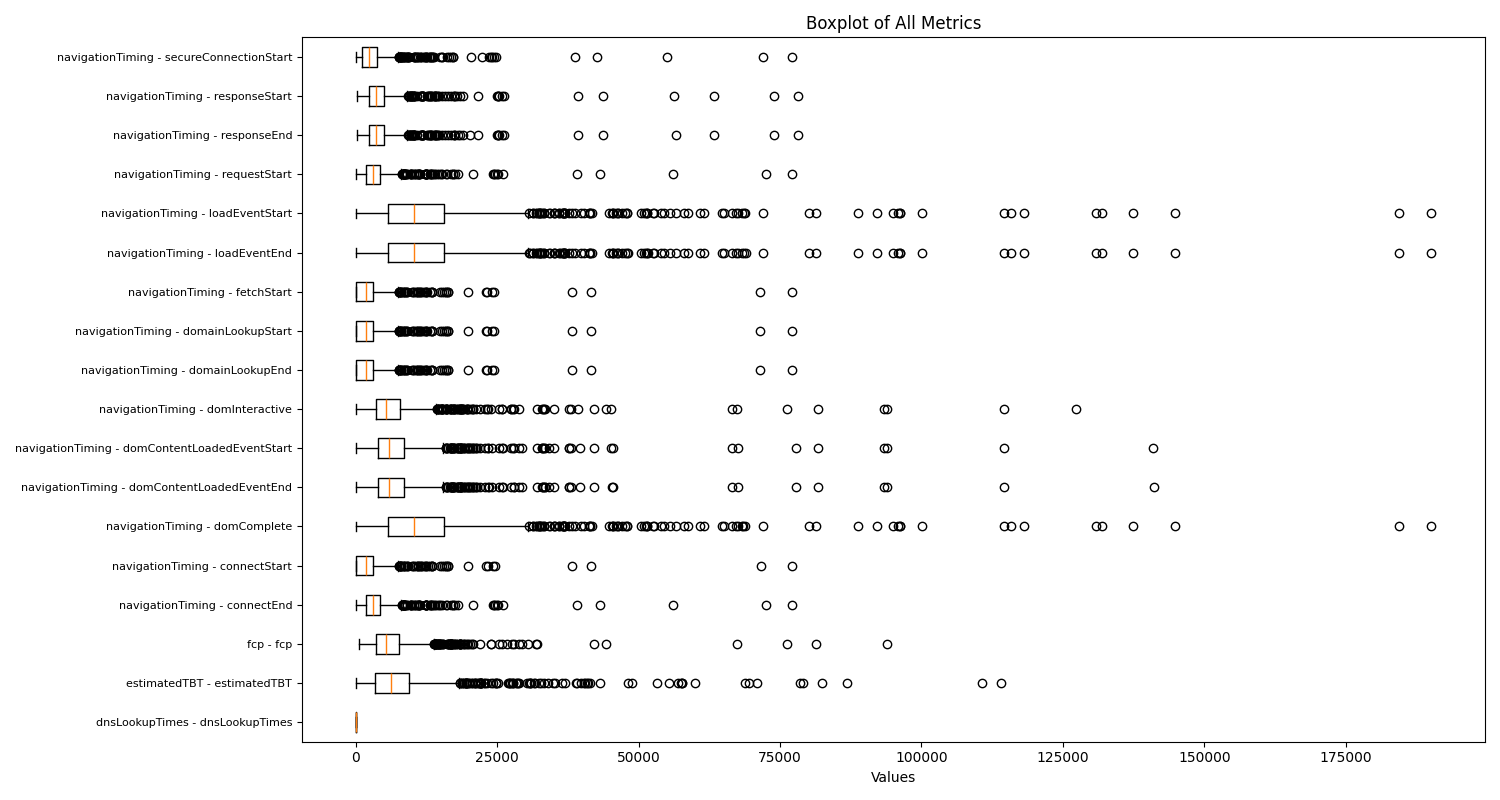 Boxplot of All Metrics
navigationTiming - secureConnectionStart
navigationTiming - responseStart
navigationTiming - responseEnd
navigationTiming - requestStart
navigationTiming - loadEventStart
navigationTiming - loadEventEnd
navigationTiming - fetchStart
navigationTiming - domainLookupStart
navigationTiming - domainLookupEnd
navigationTiming - domInteractive
navigationTiming - domContentLoadedEventStart
navigationTiming - domContentLoadedEventEnd
navigationTiming - domComplete
navigationTiming - connectStart
navigationTiming - connectEnd
fcp - fcp
estimatedTBT - estimatedTBT
dnsLookupTimes - dnsLookupTimes
0 25000 50000 75000 100000 125000 150000 175000
Values